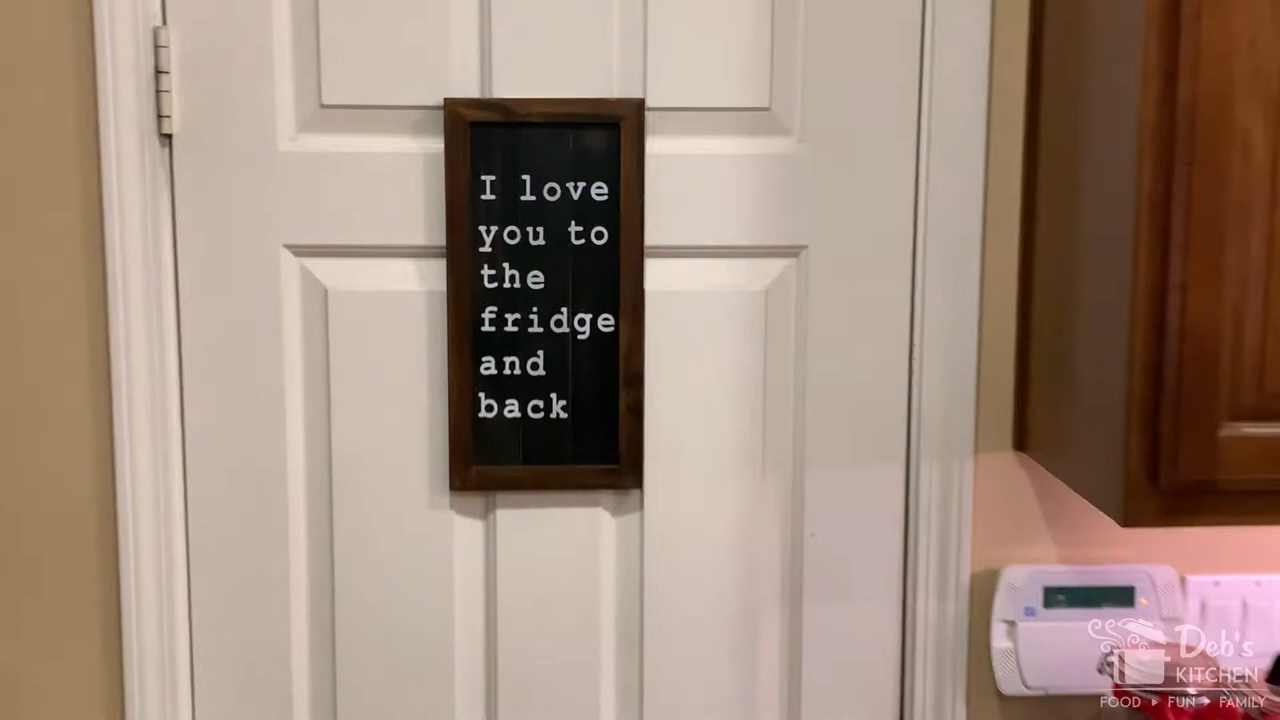 I love
you to
the
fridge
and
back
Deb's
KITCHEN
FOOD FUN FAMILY